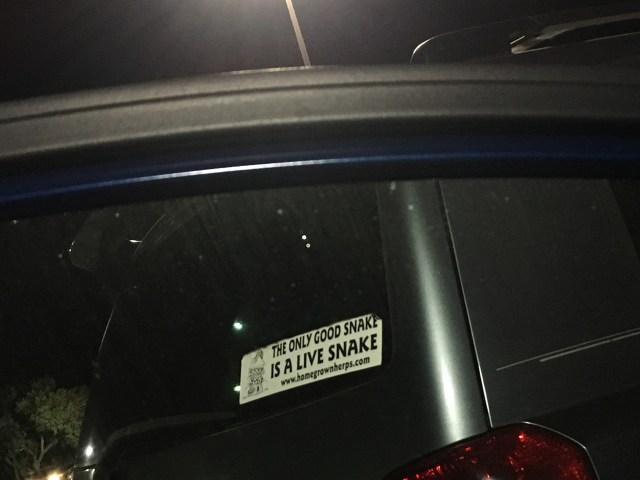 THE ONLY GOOD SNAKE
IS A LIVE SNAKE
www.homegrownherps.com